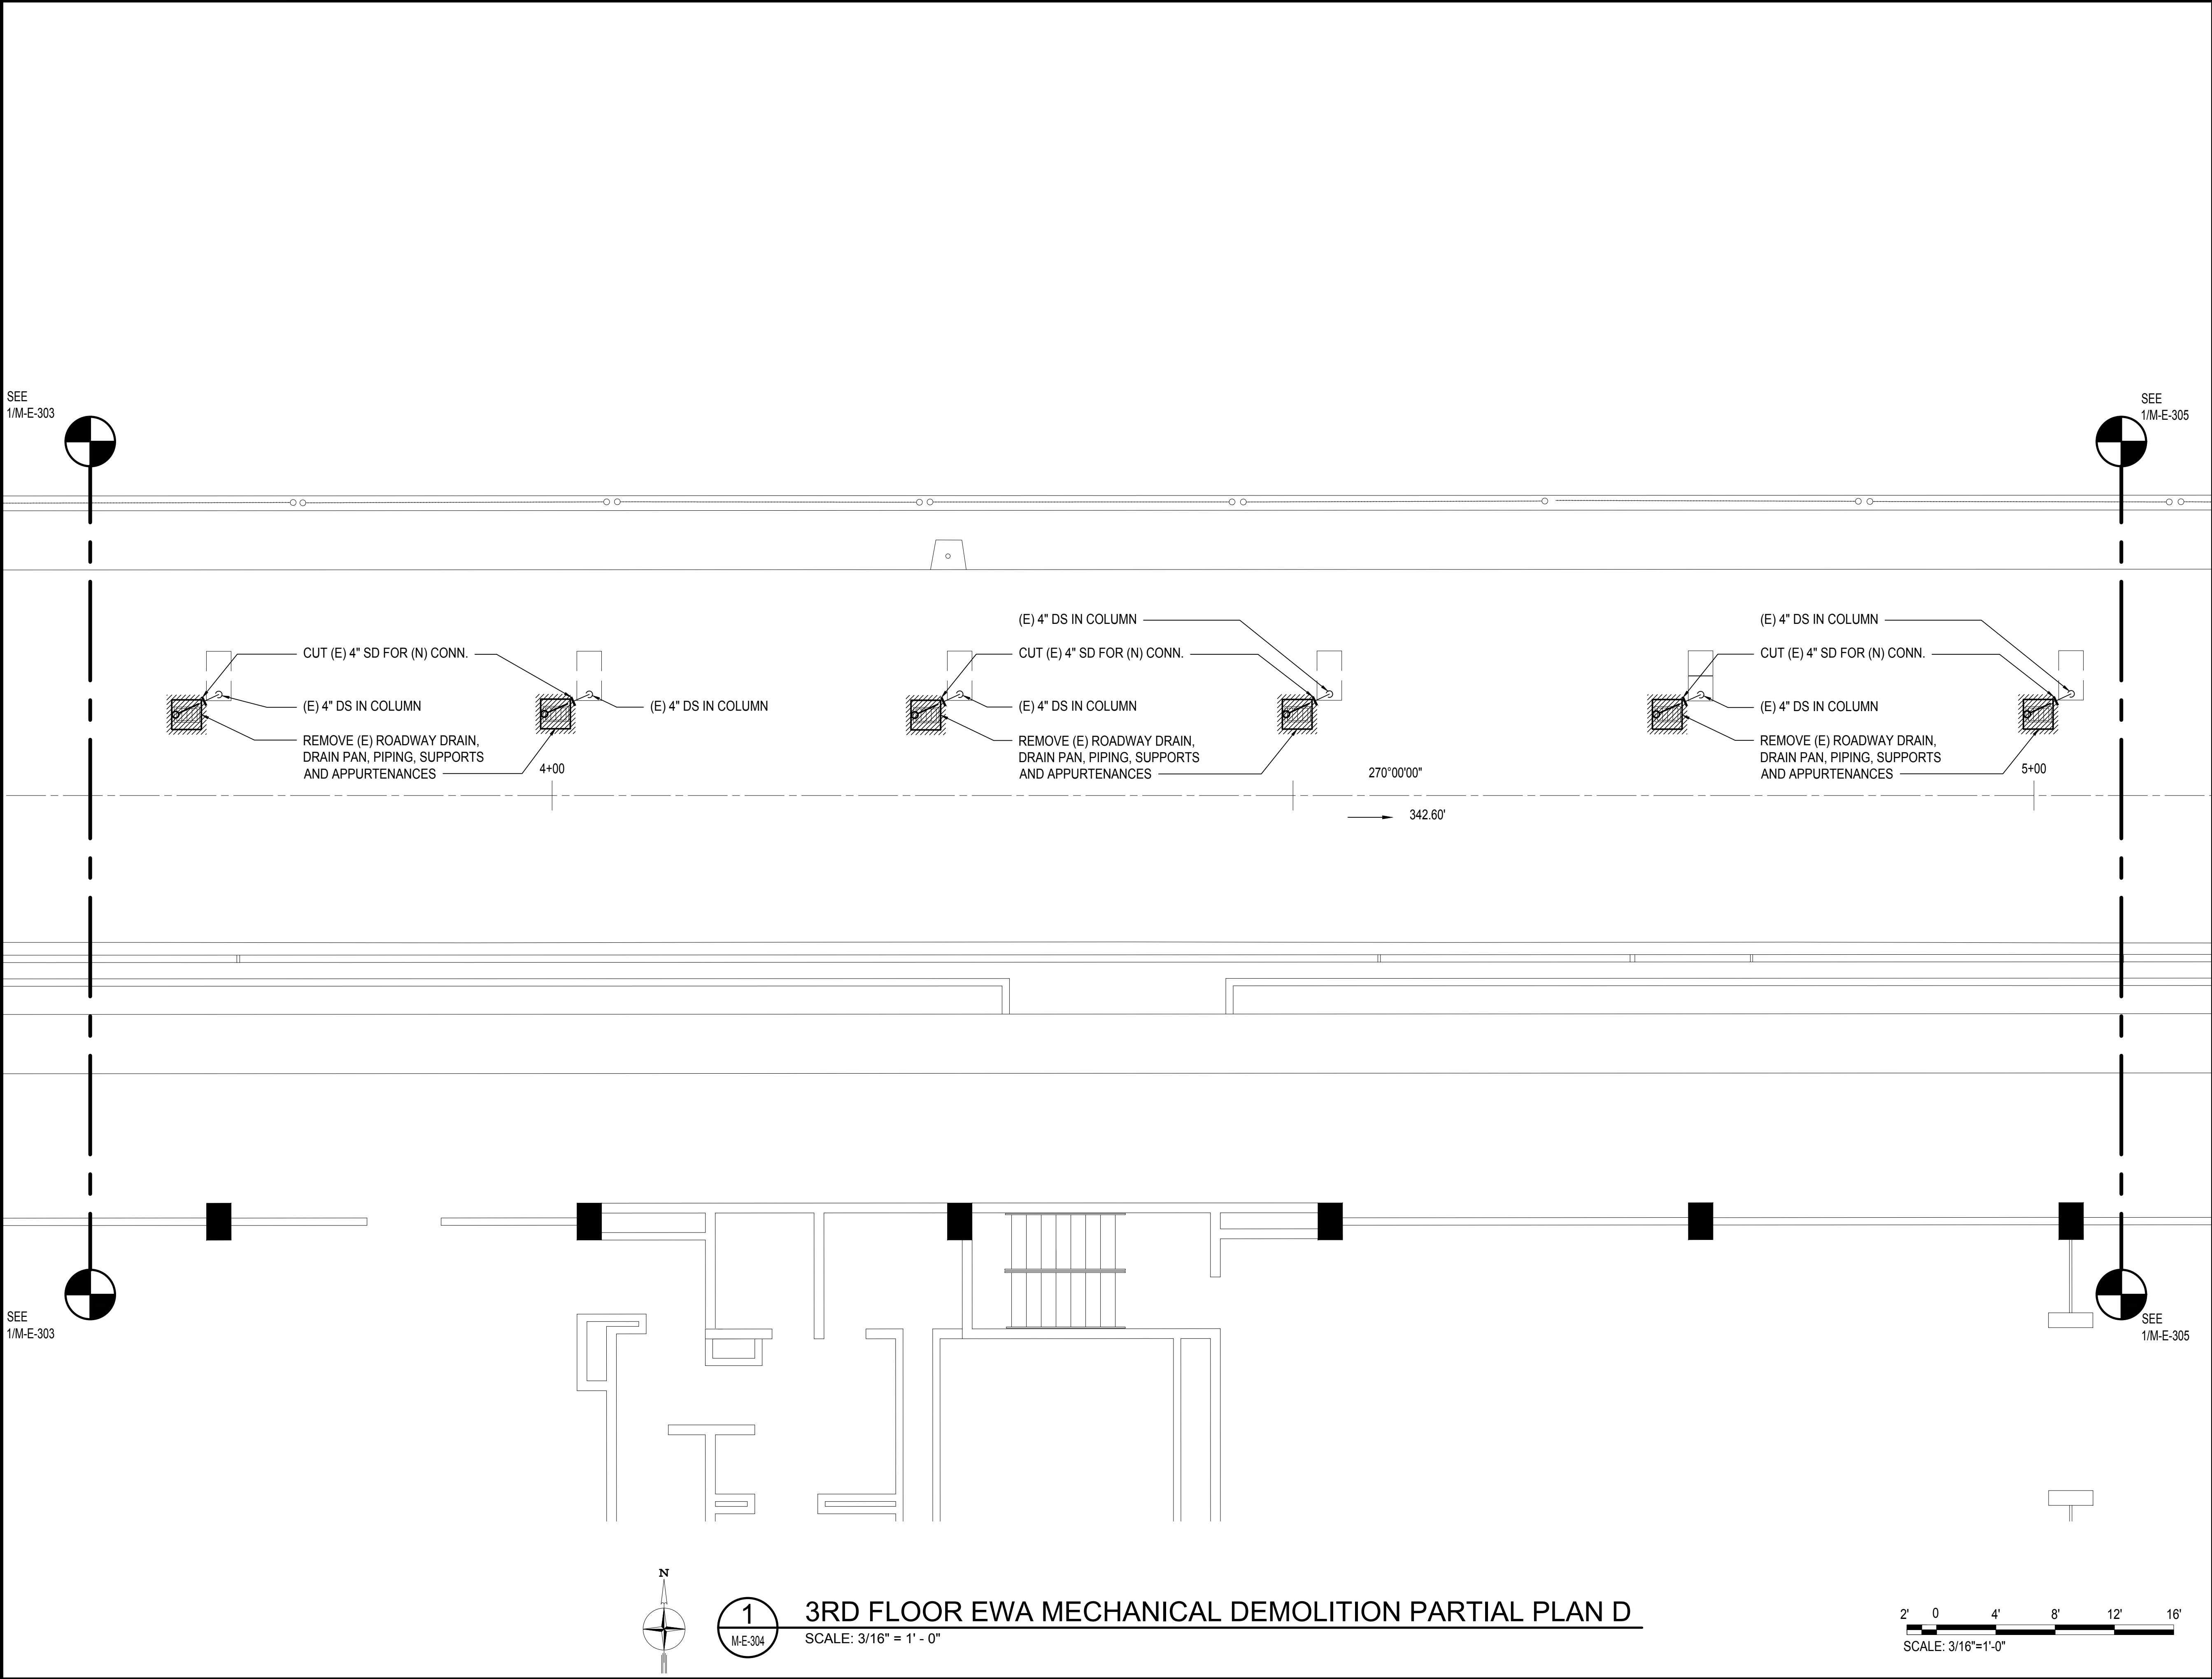 SEE
1/M-E-303
SEE
1/M-E-305
(E) 4" DS IN COLUMN
(E) 4" DS IN COLUMN
CUT (E) 4" SD FOR (N) CONN.
CUT (E) 4" SD FOR (N) CONN.
CUT (E) 4" SD FOR (N) CONN.
(E) 4" DS IN COLUMN
(E) 4" DS IN COLUMN
(E) 4" DS IN COLUMN
(E) 4" DS IN COLUMN
REMOVE (E) ROADWAY DRAIN,
DRAIN PAN, PIPING, SUPPORTS
AND APPURTENANCES
4+00
REMOVE (E) ROADWAY DRAIN,
DRAIN PAN, PIPING, SUPPORTS
AND APPURTENANCES
270°00'00"
342.60'
REMOVE (E) ROADWAY DRAIN,
DRAIN PAN, PIPING, SUPPORTS
AND APPURTENANCES
5+00
SEE
1/M-E-303
SEE
1/M-E-305
N
1
M-E-304
3RD FLOOR EWA MECHANICAL DEMOLITION PARTIAL PLAN D
SCALE: 3/16" = 1' - 0"
2' 0 4' 8' 12' 16'
SCALE: 3/16"=1'-0"